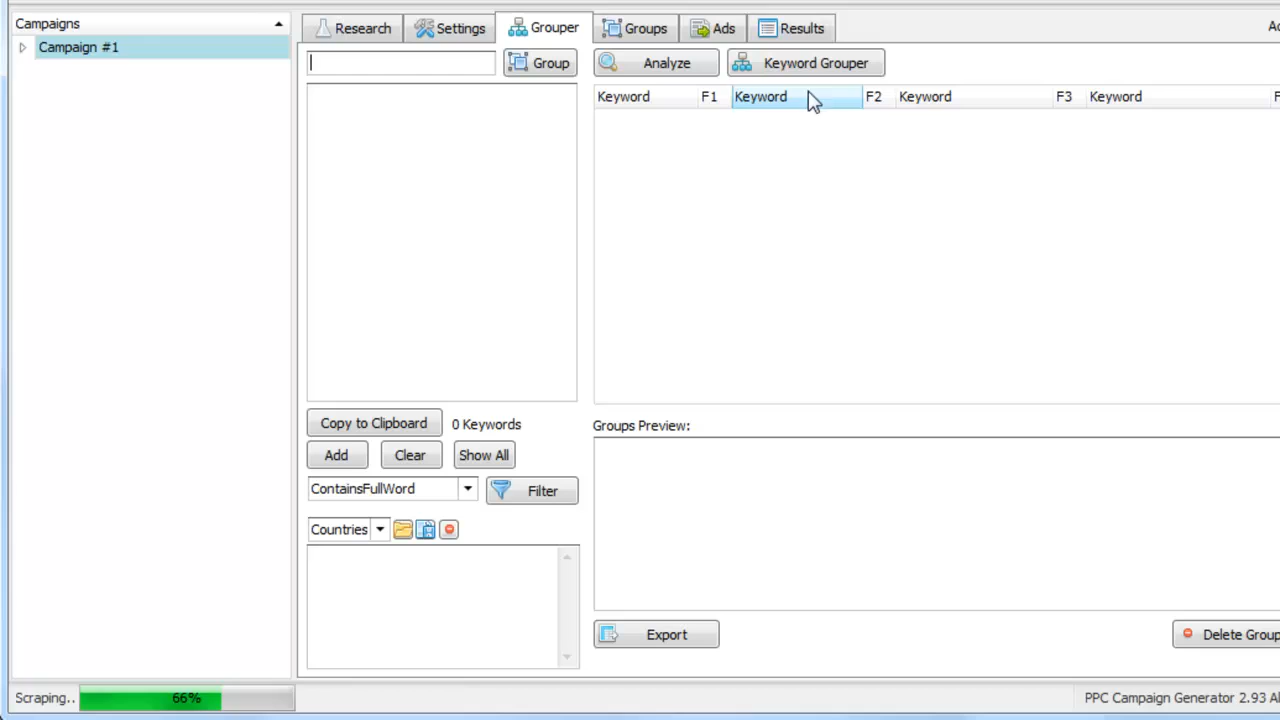 Campaigns
Campaign #1
Research Settings Grouper Groups Ads Results
Group Analyze Keyword Grouper
Keyword F1 Keyword F2 Keyword F3 Keyword
Copy to Clipboard 0 Keywords
Groups Preview:
Add Clear Show All
ContainsFullWord Filter
Countries
Export Delete Group
Scraping.. 66% PPC Campaign Generator 2.93